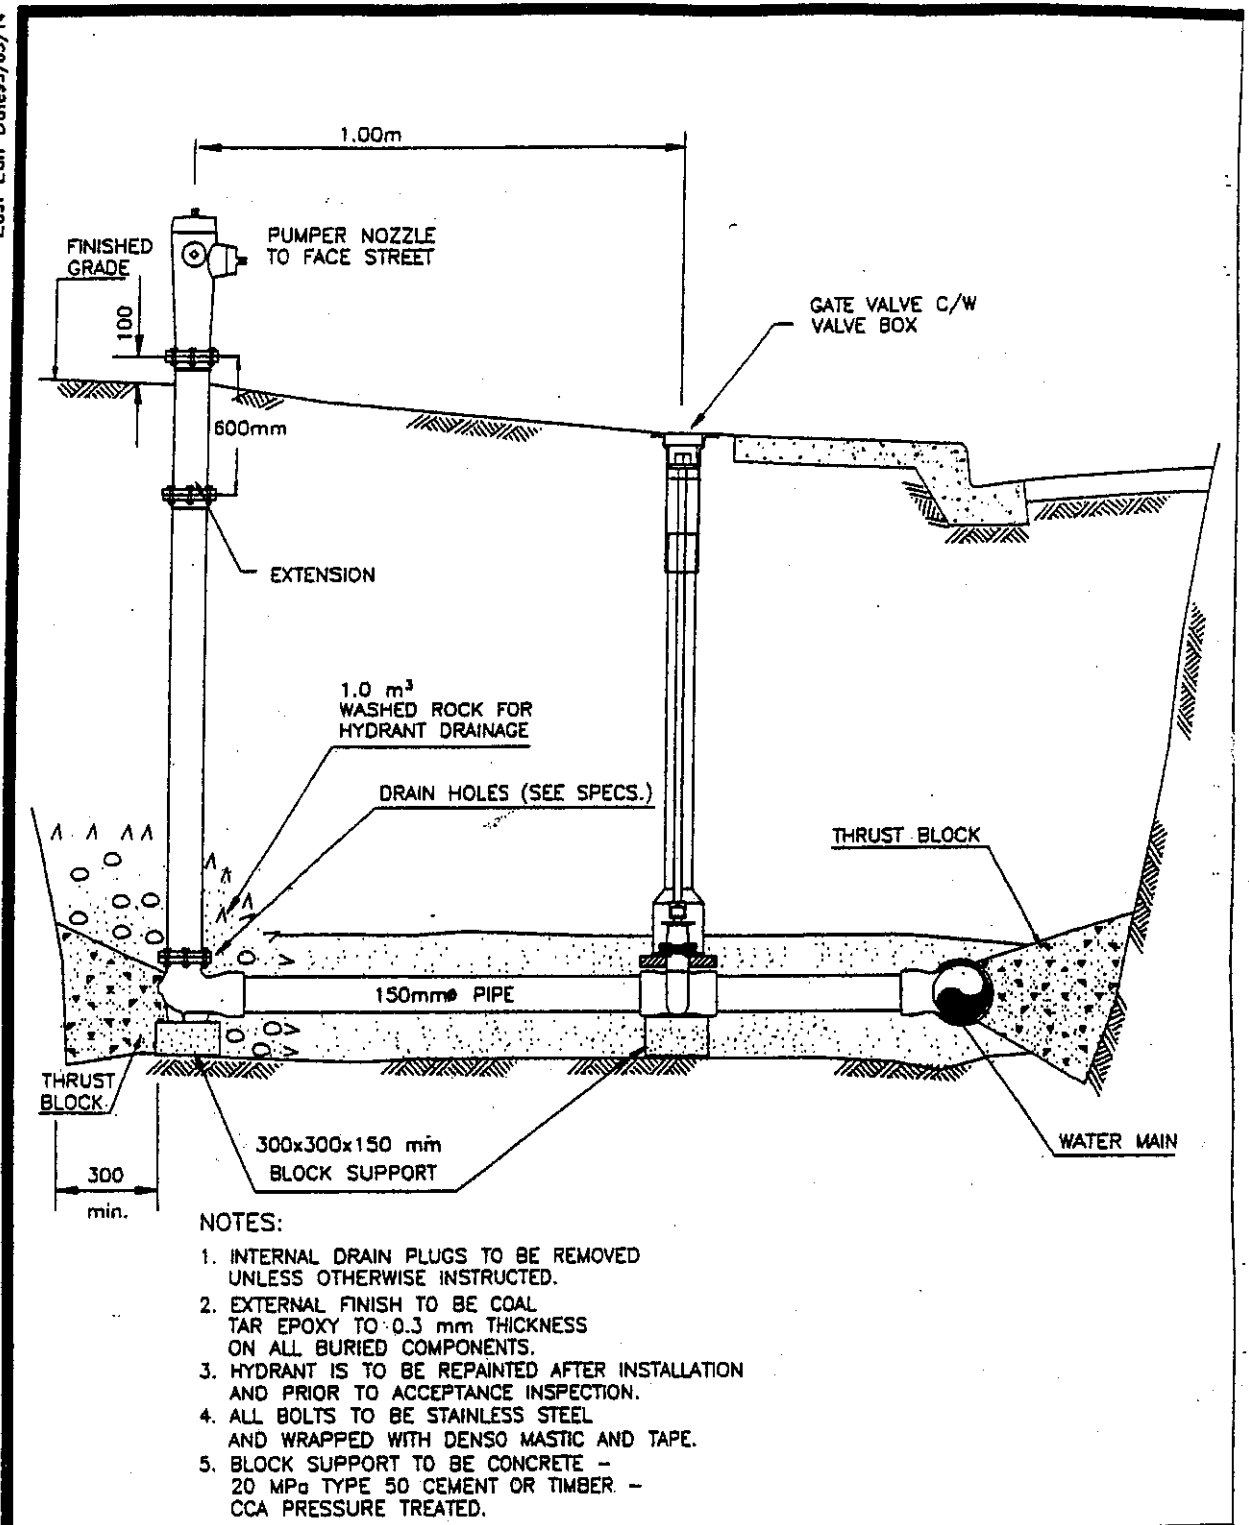 1.00m
PUMPER NOZZLE
TO FACE STREET
FINISHED
GRADE
100
GATE VALVE C/W
VALVE BOX
600mm
EXTENSION
1.0 m³
WASHED ROCK FOR
HYDRANT DRAINAGE
DRAIN HOLES (SEE SPECS.)
THRUST BLOCK
150mmø PIPE
THRUST
BLOCK
300x300x150 mm
BLOCK SUPPORT
WATER MAIN
300
min.
NOTES:
1. INTERNAL DRAIN PLUGS TO BE REMOVED
UNLESS OTHERWISE INSTRUCTED.
2. EXTERNAL FINISH TO BE COAL
TAR EPOXY TO 0.3 mm THICKNESS
ON ALL BURIED COMPONENTS.
3. HYDRANT IS TO BE REPAINTED AFTER INSTALLATION
AND PRIOR TO ACCEPTANCE INSPECTION.
4. ALL BOLTS TO BE STAINLESS STEEL
AND WRAPPED WITH DENSO MASTIC AND TAPE.
5. BLOCK SUPPORT TO BE CONCRETE –
20 MPa TYPE 50 CEMENT OR TIMBER –
CCA PRESSURE TREATED.